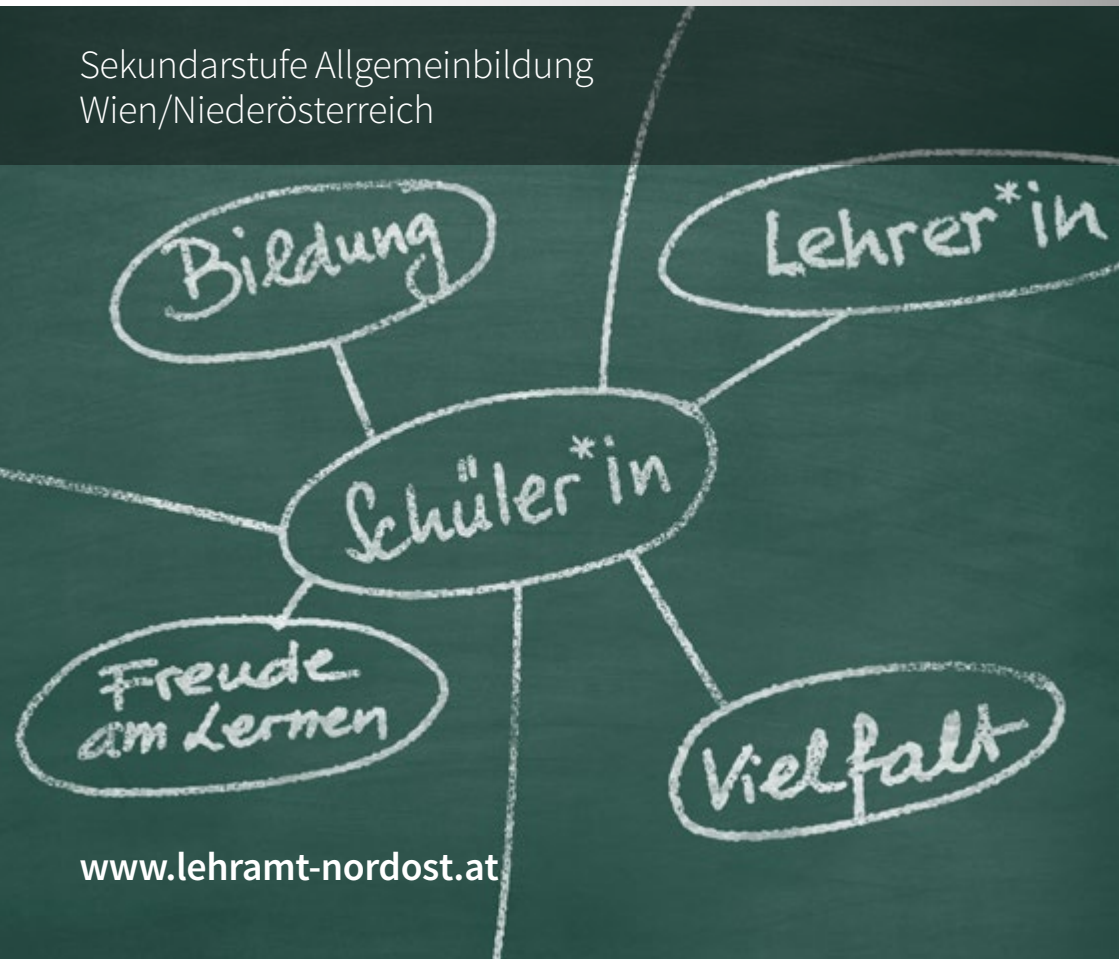 Sekundarstufe Allgemeinbildung
Wien/Niederösterreich
Bildung
Lehrer*in
Schüler*in
Freude
am Lernen
Vielfalt
www.lehramt-nordost.at